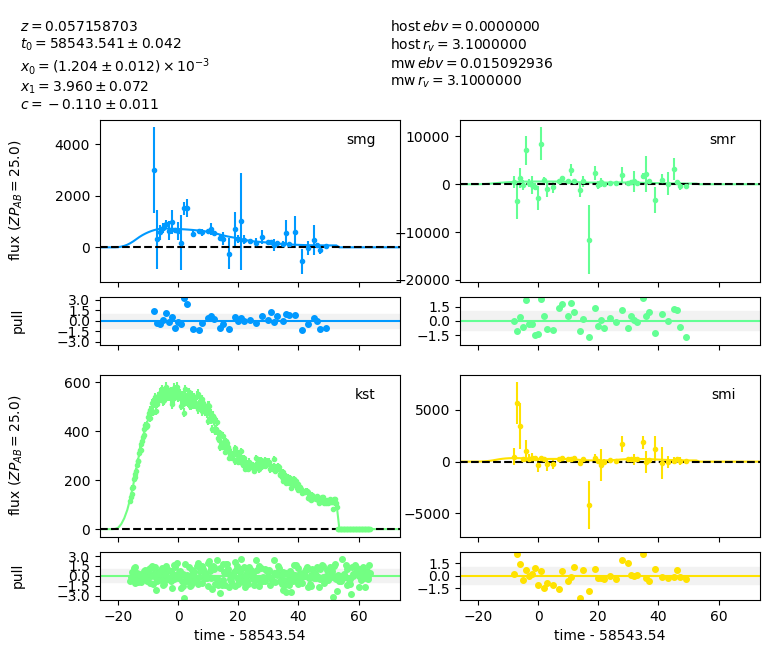 z = 0.057158703
t₀ = 58543.541 ± 0.042
x₀ = (1.204 ± 0.012) × 10⁻³
x₁ = 3.960 ± 0.072
c = −0.110 ± 0.011
host ebv = 0.0000000
host r_v = 3.1000000
mw ebv = 0.015092936
mw r_v = 3.1000000
smg
flux (ZP_AB = 25.0)
4000
2000
0
smr
10000
0
−10000
−20000
pull
3.0
1.5
0.0
−1.5
−3.0
1.5
0.0
−1.5
kst
flux (ZP_AB = 25.0)
600
400
200
0
smi
5000
0
−5000
pull
3.0
1.5
0.0
−1.5
−3.0
1.5
0.0
−1.5
−20 0 20 40 60
time - 58543.54
−20 0 20 40 60
time - 58543.54